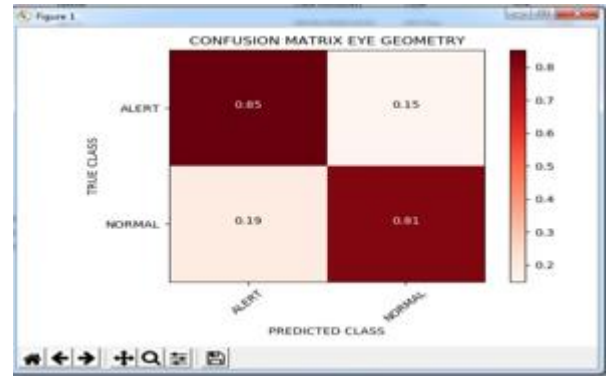 Figure 1
CONFUSION MATRIX EYE GEOMETRY
TRUE CLASS
ALERT
0.85
0.15
NORMAL
0.19
0.81
ALERT
NORMAL
PREDICTED CLASS
0.8
0.7
0.6
0.5
0.4
0.3
0.2